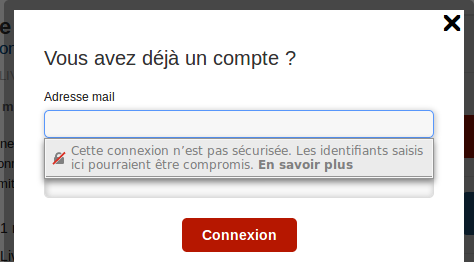 Vous avez déjà un compte ?
Adresse mail
Cette connexion n’est pas sécurisée. Les identifiants saisis
ici pourraient être compromis. En savoir plus
Connexion